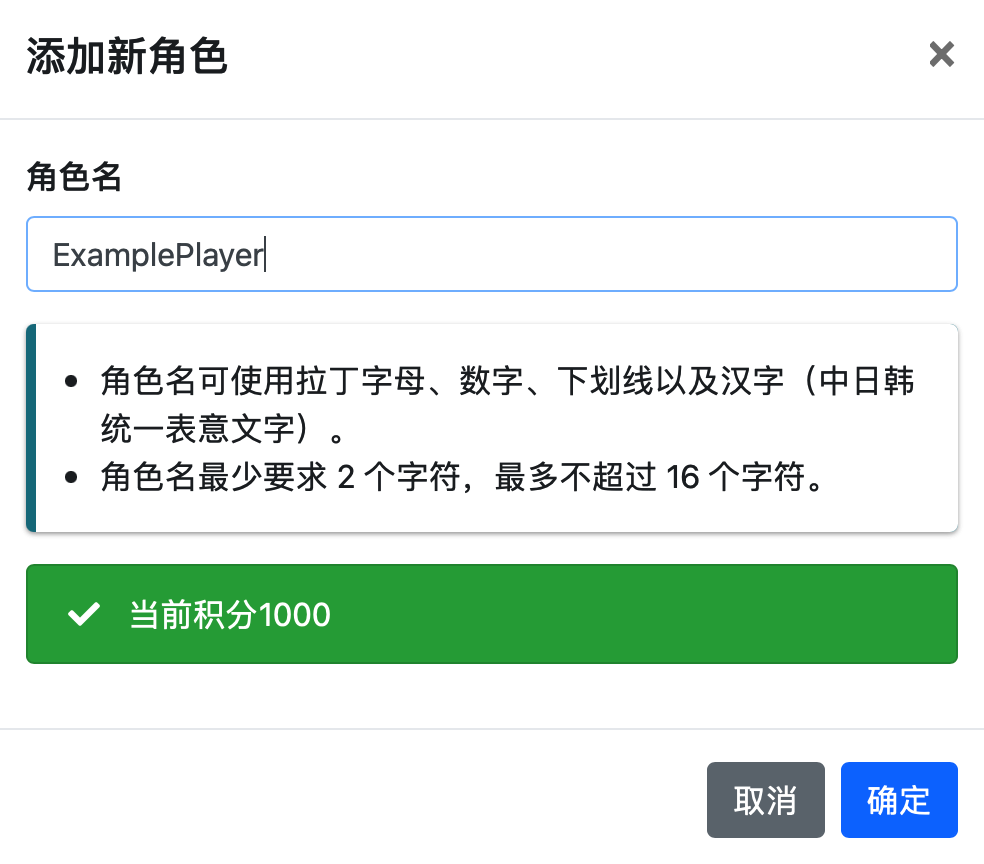 添加新角色
角色名
ExamplePlayer
角色名可使用拉丁字母、数字、下划线以及汉字（中日韩
统一表意文字）。
角色名最少要求 2 个字符，最多不超过 16 个字符。
当前积分1000
取消
确定